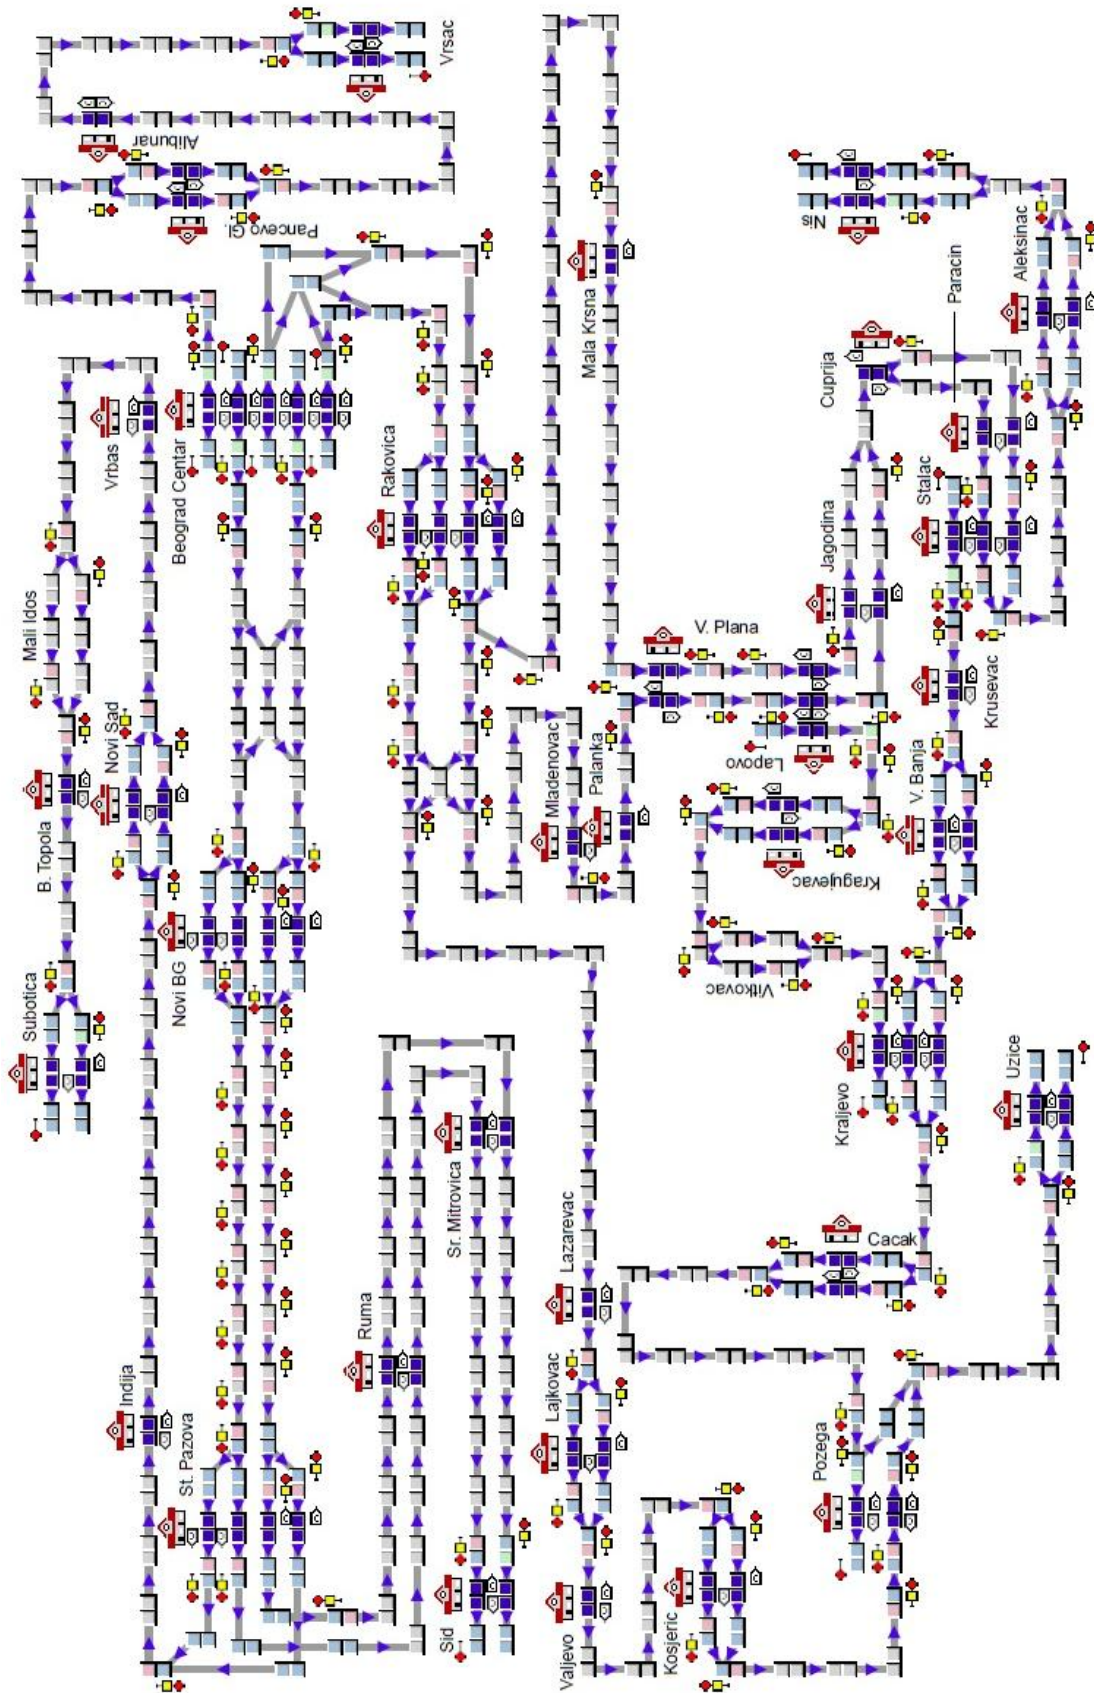 Vrsac
Alibunar
Pancevo Gl.
Vrbas
Beograd Centar
Mali Idos
Novi Sad
B. Topola
Novi BG
Subotica
Indija
St. Pazova
Rakovica
Mala Krsna
Nis
Aleksinac
Paracin
Cuprija
Stalac
Jagodina
V. Plana
Krusevac
Lapovo
Mladenovac
Palanka
V. Banja
Kragujevac
Vitkovac
Kraljevo
Uzice
Cacak
Sr. Mitrovica
Lazarevac
Ruma
Lajkovac
Pozega
Sid
Valjevo
Kosjeric